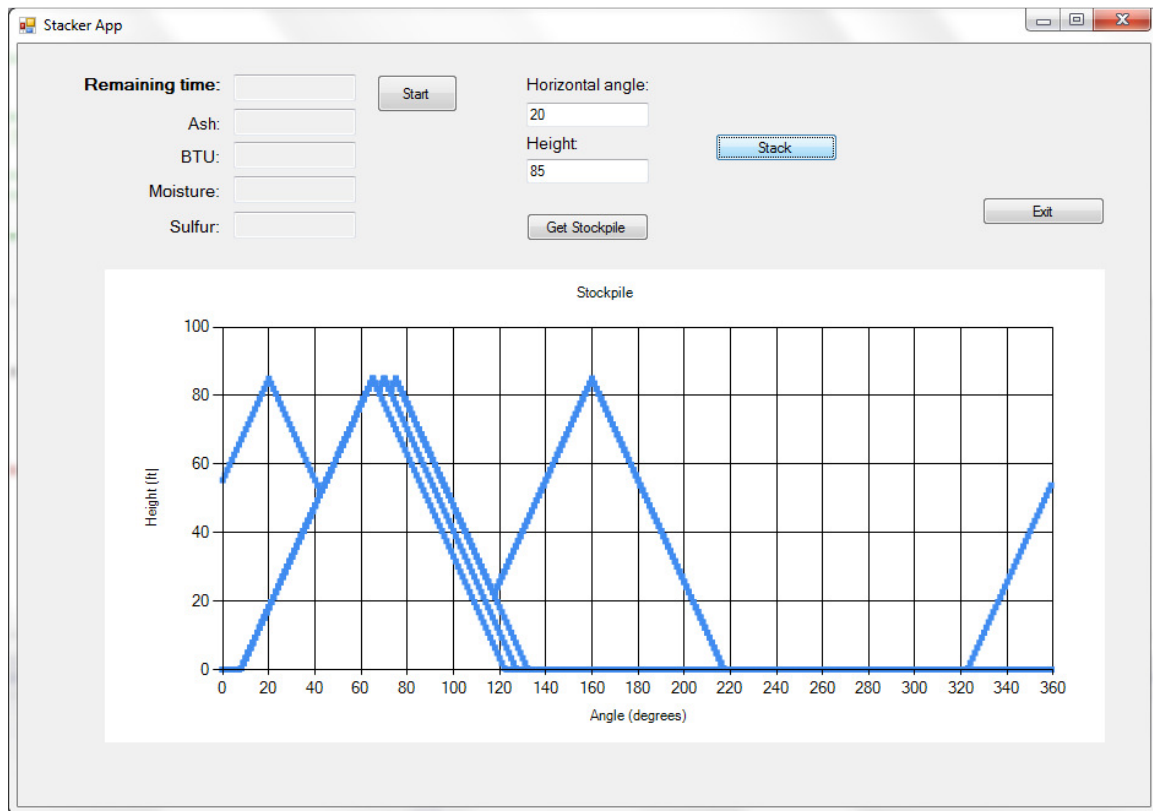 Stacker App
Remaining time:
Start
Horizontal angle:
20
Ash:
Height:
Stack
BTU:
85
Moisture:
Exit
Sulfur:
Get Stockpile
Stockpile
100
80
60
40
20
0
Height (ft)
0 20 40 60 80 100 120 140 160 180 200 220 240 260 280 300 320 340 360
Angle (degrees)